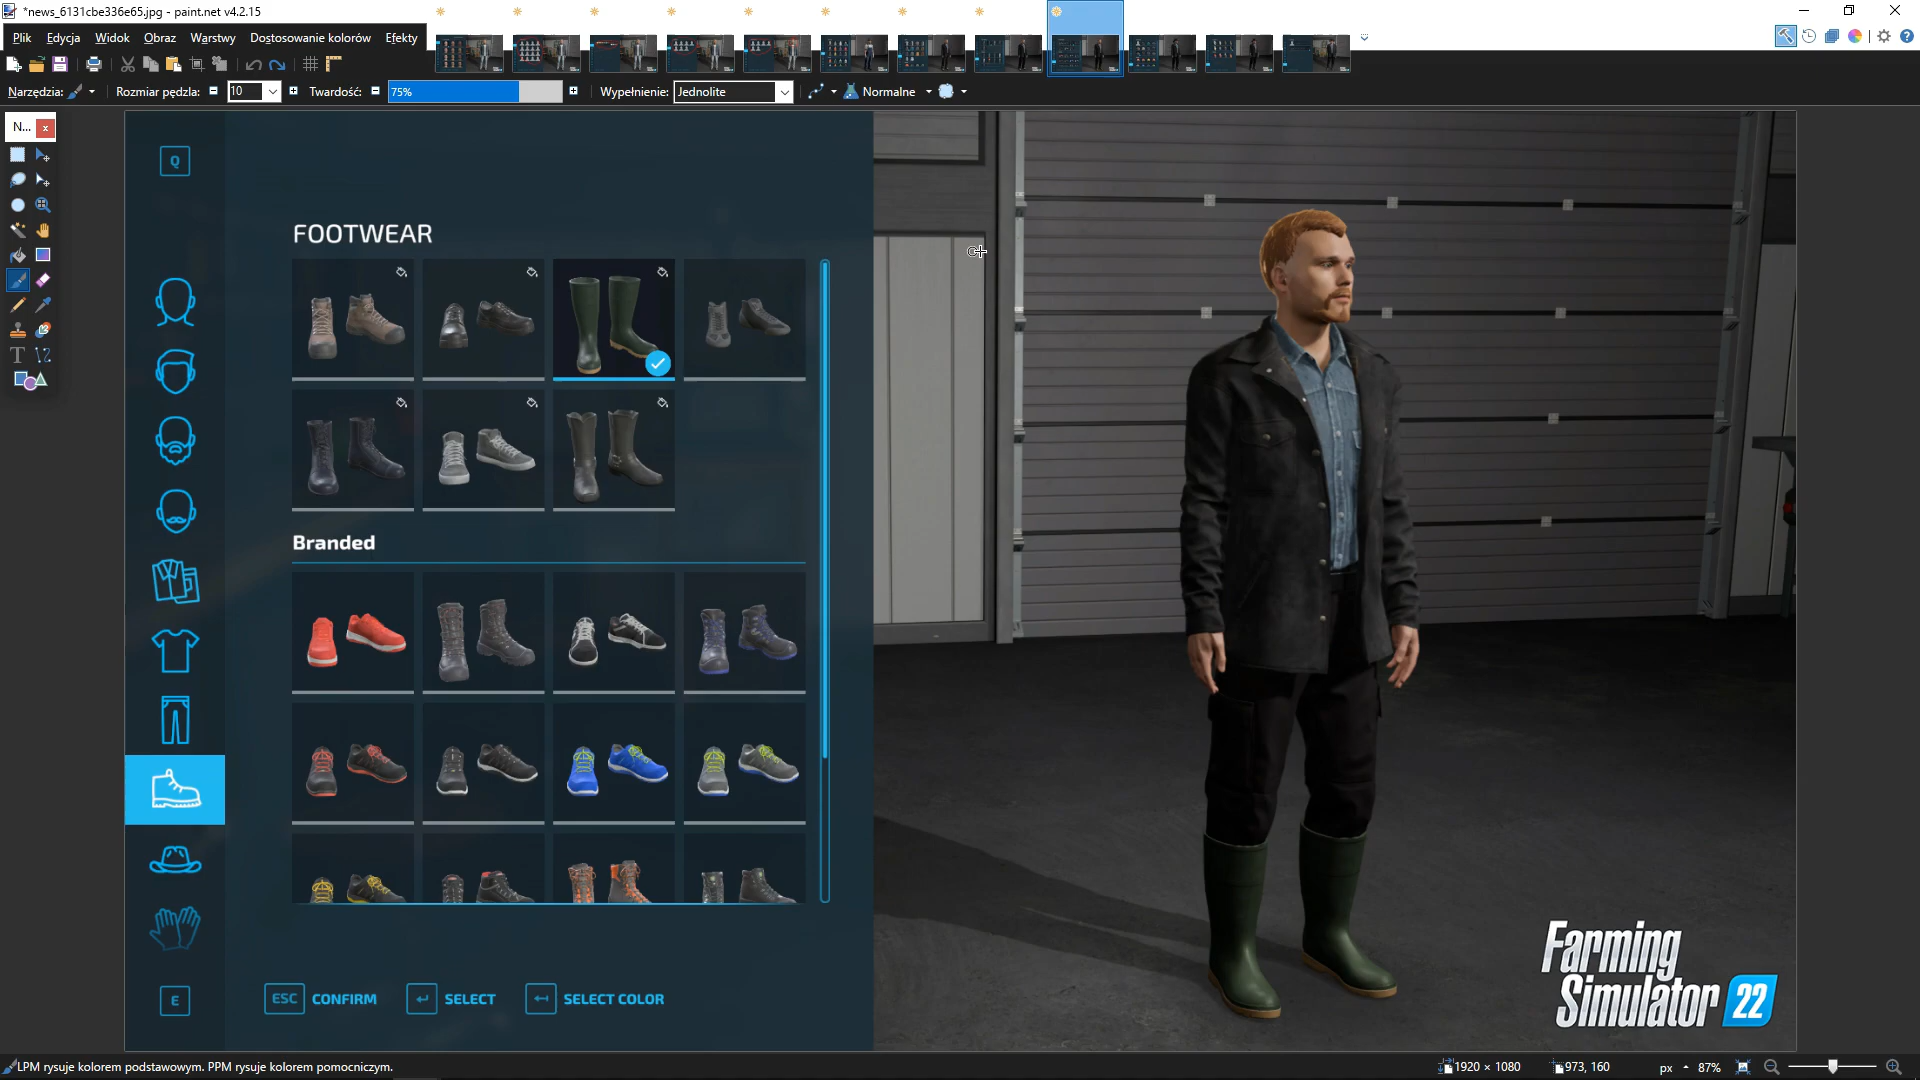 *news_6131cbe336e65.jpg - paint.net v4.2.15
Plik Edycja Widok Obraz Warstwy Dostosowanie kolorów Efekty
Narzędzia: Rozmiar pędzla: 10 Twardość: 75% Wypełnienie: Jednolite Normalne
N... x
Q
FOOTWEAR
Branded
E
ESC CONFIRM SELECT SELECT COLOR
Farming
Simulator 22
LPM rysuje kolorem podstawowym. PPM rysuje kolorem pomocniczym.
1920 × 1080 973, 160 px 87%